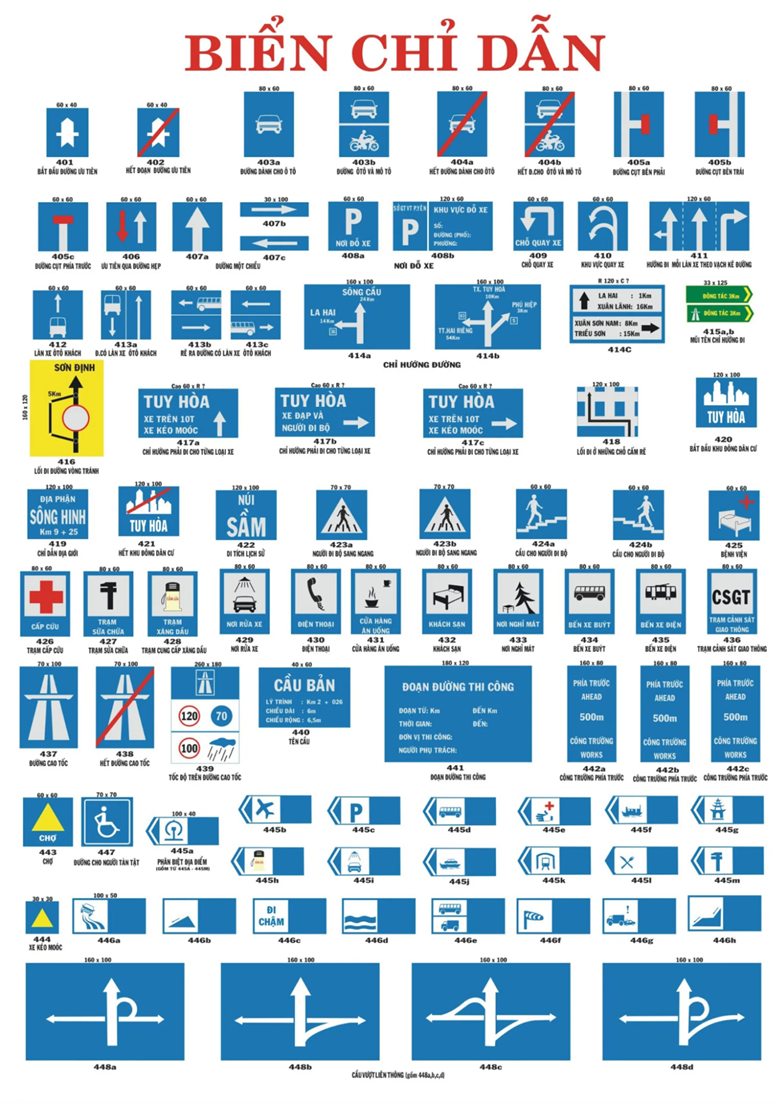 BIỂN CHỈ DẪN
60 x 40
60 x 40
80 x 60
80 x 60
80 x 60
80 x 60
80 x 60
80 x 60
401
402
403a
403b
404a
404b
405a
405b
BẮT ĐẦU ĐƯỜNG ƯU TIÊN
HẾT ĐOẠN ĐƯỜNG ƯU TIÊN
ĐƯỜNG DÀNH CHO Ô TÔ
ĐƯỜNG ÔTÔ VÀ MÔ TÔ
HẾT ĐƯỜNG DÀNH CHO ÔTÔ
HẾT Đ.CHO ÔTÔ VÀ MÔ TÔ
ĐƯỜNG CỤT BÊN PHẢI
ĐƯỜNG CỤT BÊN TRÁI
60 x 60
60 x 60
60 x 60
30 x 100
60 x 60
120 x 60
60 x 60
60 x 60
120 x 60
P
SỞGTVT P.YÊN
P
KHU VỰC ĐỖ XE
SỐ:
ĐƯỜNG (PHỐ):
PHƯỜNG:
NƠI ĐỖ XE
CHỖ QUAY XE
405c
406
407a
407b
407c
408a
408b
409
410
411
ĐƯỜNG CỤT PHÍA TRƯỚC
ƯU TIÊN QUA ĐƯỜNG HẸP
ĐƯỜNG MỘT CHIỀU
NƠI ĐỖ XE
CHỖ QUAY XE
KHU VỰC QUAY XE
HƯỚNG ĐI MỖI LÀN XE THEO VẠCH KẺ ĐƯỜNG
160 x 100
160 x 100
R 120 x C ?
33 x 125
SÔNG CẦU
24Km
LA HAI
14Km
TX. TUY HOÀ
10Km
PHÚ HIỆP
3Km
TT.HAI RIÊNG
54Km
LA HAI : 1Km
XUÂN LÃNH: 16Km
XUÂN SƠN NAM: 8Km
TRIỀU SƠN : 15Km
ĐÔNG TÁC 3Km
ĐÔNG TÁC 3Km
412
413a
413b
413c
414a
414b
414C
415a,b
LÀN XE ÔTÔ KHÁCH
Đ.CÓ LÀN XE ÔTÔ KHÁCH
RẼ RA ĐƯỜNG CÓ LÀN XE ÔTÔ KHÁCH
CHỈ HƯỚNG ĐƯỜNG
MŨI TÊN CHỈ HƯỚNG ĐI
160 x 120
SƠN ĐỊNH
5Km
Cao 60 x R ?
Cao 60 x R ?
Cao 60 x R ?
120 x 100
120 x 100
TUY HÒA
XE TRÊN 10T
XE KÉO MOÓC
TUY HÒA
XE ĐẠP VÀ
NGƯỜI ĐI BỘ
TUY HÒA
XE TRÊN 10T
XE KÉO MOÓC
TUY HÒA
416
417a
417b
417c
418
420
LỐI ĐI ĐƯỜNG VÒNG TRÁNH
CHỈ HƯỚNG PHẢI ĐI CHO TỪNG LOẠI XE
CHỈ HƯỚNG PHẢI ĐI CHO TỪNG LOẠI XE
CHỈ HƯỚNG PHẢI ĐI CHO TỪNG LOẠI XE
LỐI ĐI Ở NHỮNG CHỖ CẤM RẼ
BẮT ĐẦU KHU ĐÔNG DÂN CƯ
120 x 100
120 x 100
120 x 100
70 x 70
70 x 70
60 x 60
60 x 60
60 x 60
ĐỊA PHẬN
SÔNG HINH
Km 9 + 25
TUY HÒA
NÚI
SẦM
419
421
422
423a
423b
424a
424b
425
CHỈ DẪN ĐỊA GIỚI
HẾT KHU ĐÔNG DÂN CƯ
DI TÍCH LỊCH SỬ
NGƯỜI ĐI BỘ SANG NGANG
NGƯỜI ĐI BỘ SANG NGANG
CẦU CHO NGƯỜI ĐI BỘ
CẦU CHO NGƯỜI ĐI BỘ
BỆNH VIỆN
80 x 60
80 x 60
80 x 60
80 x 60
80 x 60
80 x 60
80 x 60
80 x 60
80 x 60
80 x 60
80 x 60
CẤP CỨU
TRẠM
SỬA CHỮA
TRẠM
XĂNG DẦU
NƠI RỬA XE
ĐIỆN THOẠI
CỬA HÀNG
ĂN UỐNG
KHÁCH SẠN
NƠI NGHỈ MÁT
BẾN XE BUÝT
BẾN XE ĐIỆN
CSGT
TRẠM CẢNH SÁT
GIAO THÔNG
426
427
428
429
430
431
432
433
434
435
436
TRẠM CẤP CỨU
TRẠM SỬA CHỮA
TRẠM CUNG CẤP XĂNG DẦU
NƠI RỬA XE
ĐIỆN THOẠI
CỬA HÀNG ĂN UỐNG
KHÁCH SẠN
NƠI NGHỈ MÁT
BẾN XE BUÝT
BẾN XE ĐIỆN
TRẠM CẢNH SÁT GIAO THÔNG
70 x 100
70 x 100
260 x 180
40 x 60
180 x 120
160 x 80
160 x 80
160 x 80
120
70
100
CẦU BẢN
LÝ TRÌNH : Km 2 + 026
CHIỀU DÀI : 6m
CHIỀU RỘNG : 6,5m
ĐOẠN ĐƯỜNG THI CÔNG
ĐOẠN TỪ: Km ĐẾN Km
THỜI GIAN: ĐẾN:
ĐƠN VỊ THI CÔNG:
NGƯỜI PHỤ TRÁCH:
PHÍA TRƯỚC
AHEAD
500m
CÔNG TRƯỜNG
WORKS
PHÍA TRƯỚC
AHEAD
500m
CÔNG TRƯỜNG
WORKS
PHÍA TRƯỚC
AHEAD
500m
CÔNG TRƯỜNG
WORKS
437
438
439
440
441
442a
442b
442c
ĐƯỜNG CAO TỐC
HẾT ĐƯỜNG CAO TỐC
TỐC ĐỘ TRÊN ĐƯỜNG CAO TỐC
TÊN CẦU
ĐOẠN ĐƯỜNG THI CÔNG
CÔNG TRƯỜNG PHÍA TRƯỚC
CÔNG TRƯỜNG PHÍA TRƯỚC
CÔNG TRƯỜNG PHÍA TRƯỚC
60 x 60
70 x 70
100 x 40
CHỢ
P
443
447
445a
445b
445c
445d
445e
445f
445g
CHỢ
ĐƯỜNG CHO NGƯỜI TÀN TẬT
PHÂN BIỆT ĐỊA ĐIỂM
(GỒM TỪ 445A - 445M)
445h
445i
445j
445k
445l
445m
30 x 30
100 x 50
ĐI
CHẬM
444
446a
446b
446c
446d
446e
446f
446g
446h
XE KÉO MOÓC
160 x 100
160 x 100
160 x 100
160 x 100
448a
448b
448c
448d
CẦU VƯỢT LIÊN THÔNG (gồm 448a,b,c,d)